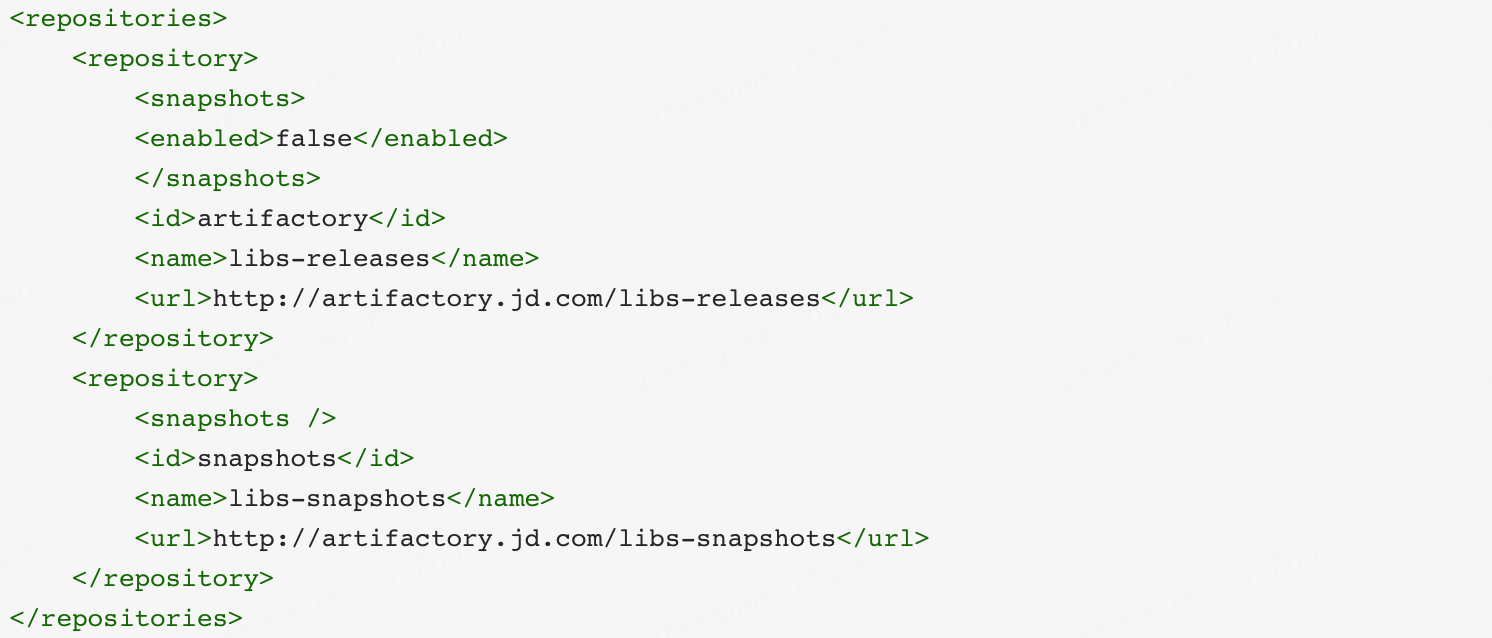 <repositories>
    <repository>
        <snapshots>
        <enabled>false</enabled>
        </snapshots>
        <id>artifactory</id>
        <name>libs-releases</name>
        <url>http://artifactory.jd.com/libs-releases</url>
    </repository>
    <repository>
        <snapshots />
        <id>snapshots</id>
        <name>libs-snapshots</name>
        <url>http://artifactory.jd.com/libs-snapshots</url>
    </repository>
</repositories>